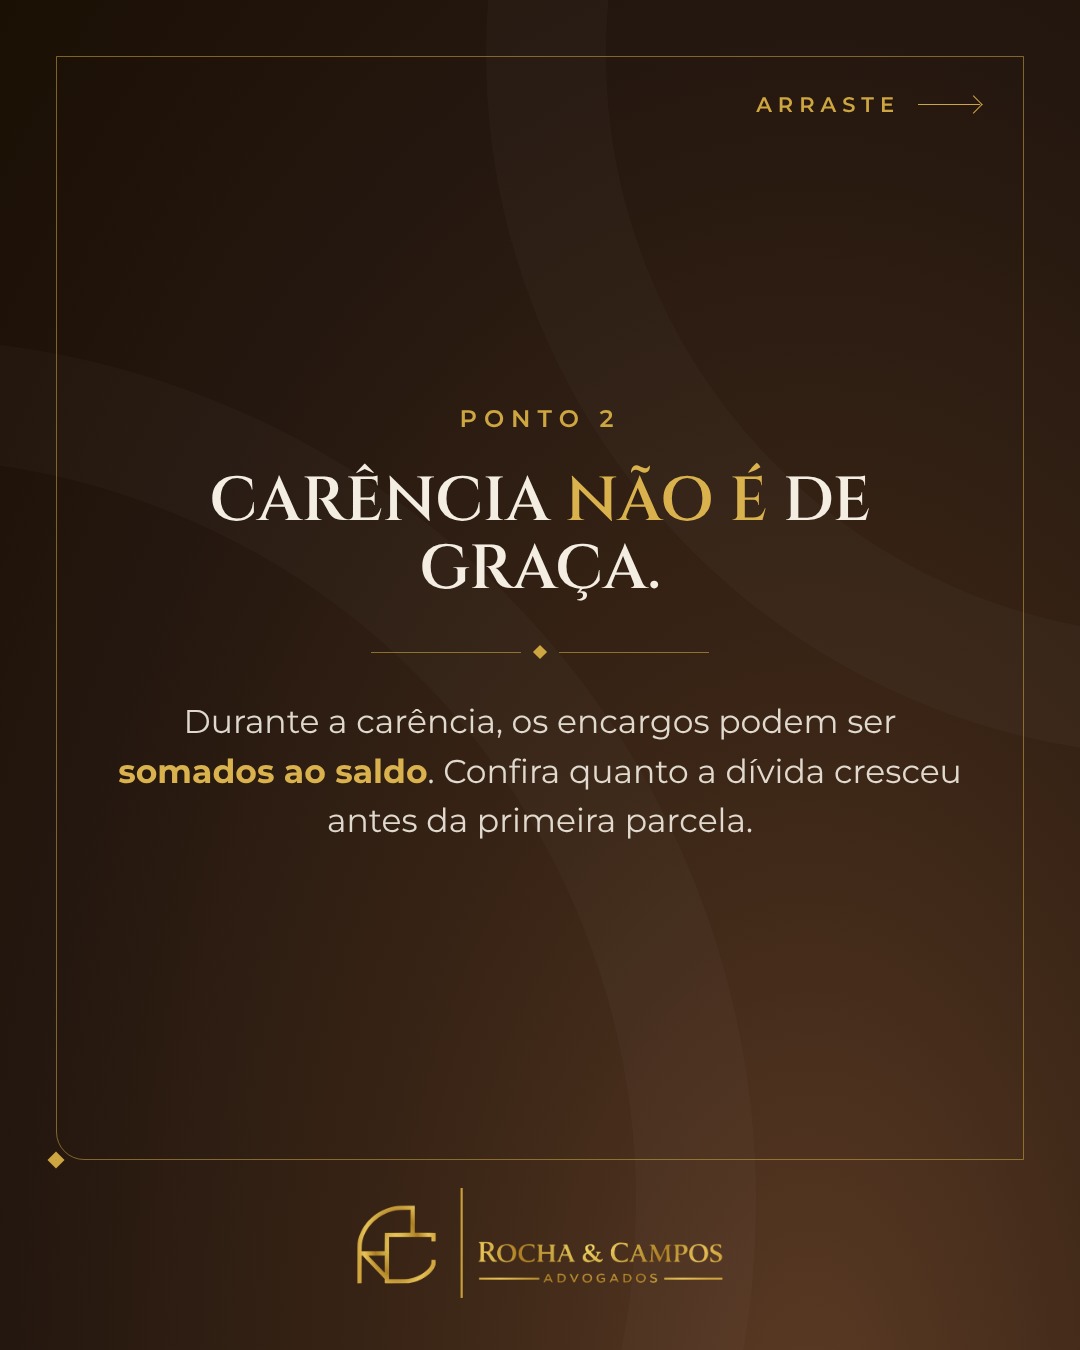 ARRASTE
PONTO 2
CARÊNCIA NÃO É DE
GRAÇA.
Durante a carência, os encargos podem ser
somados ao saldo. Confira quanto a dívida cresceu
antes da primeira parcela.
ROCHA & CAMPOS
ADVOGADOS